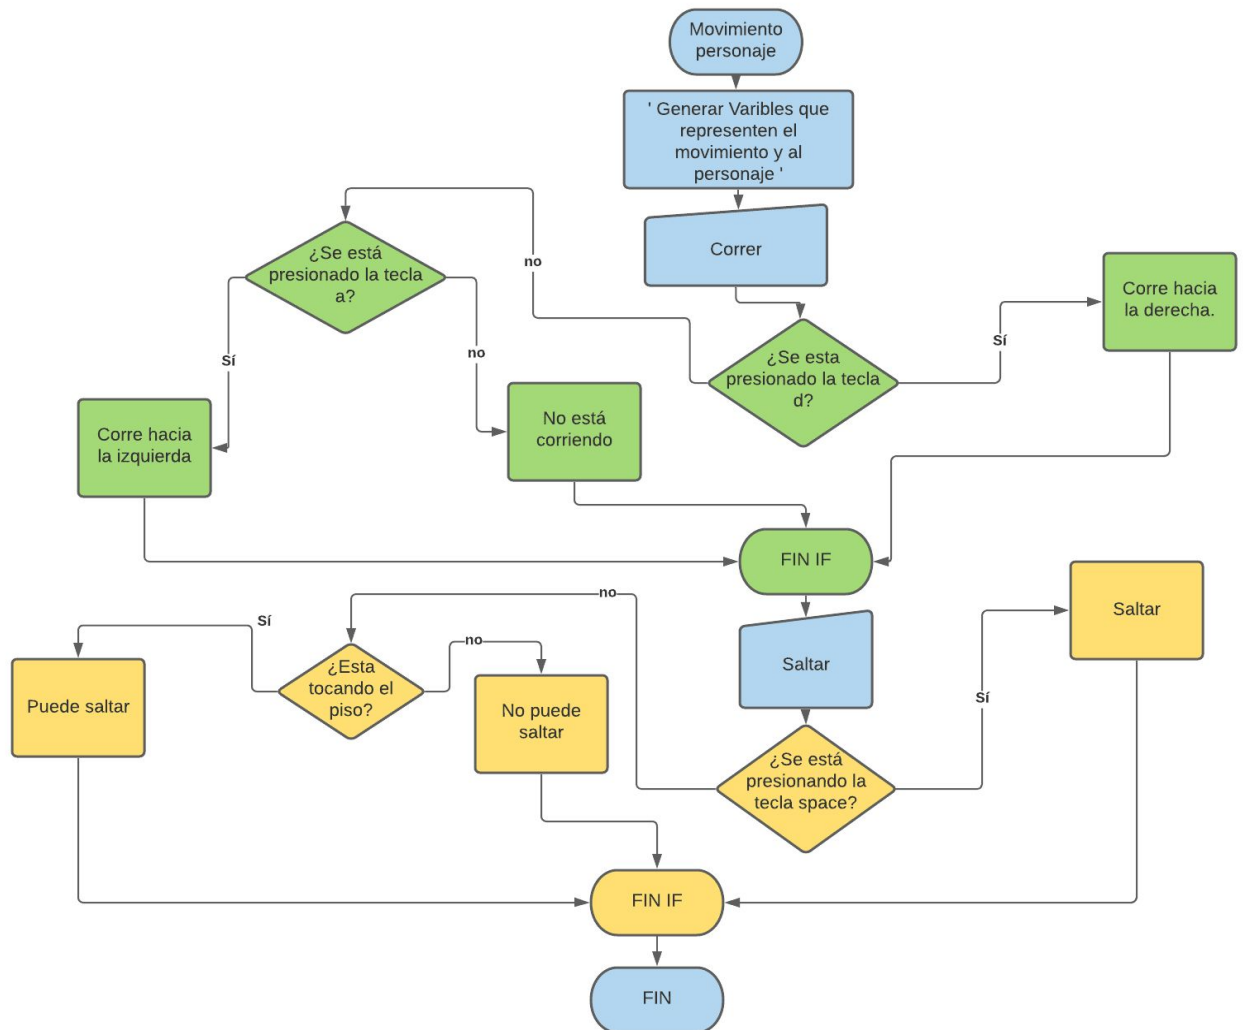 Movimiento
personaje
' Generar Varibles que
representen el
movimiento y al
personaje '
Correr
¿Se esta
presionado la tecla
d?
Sí
Corre hacia
la derecha.
no
¿Se está
presionado la tecla
a?
Sí
Corre hacia
la izquierda
no
No está
corriendo
FIN IF
Saltar
¿Se está
presionando la
tecla space?
Sí
Saltar
no
¿Esta
tocando el
piso?
Sí
Puede saltar
no
No puede
saltar
FIN IF
FIN